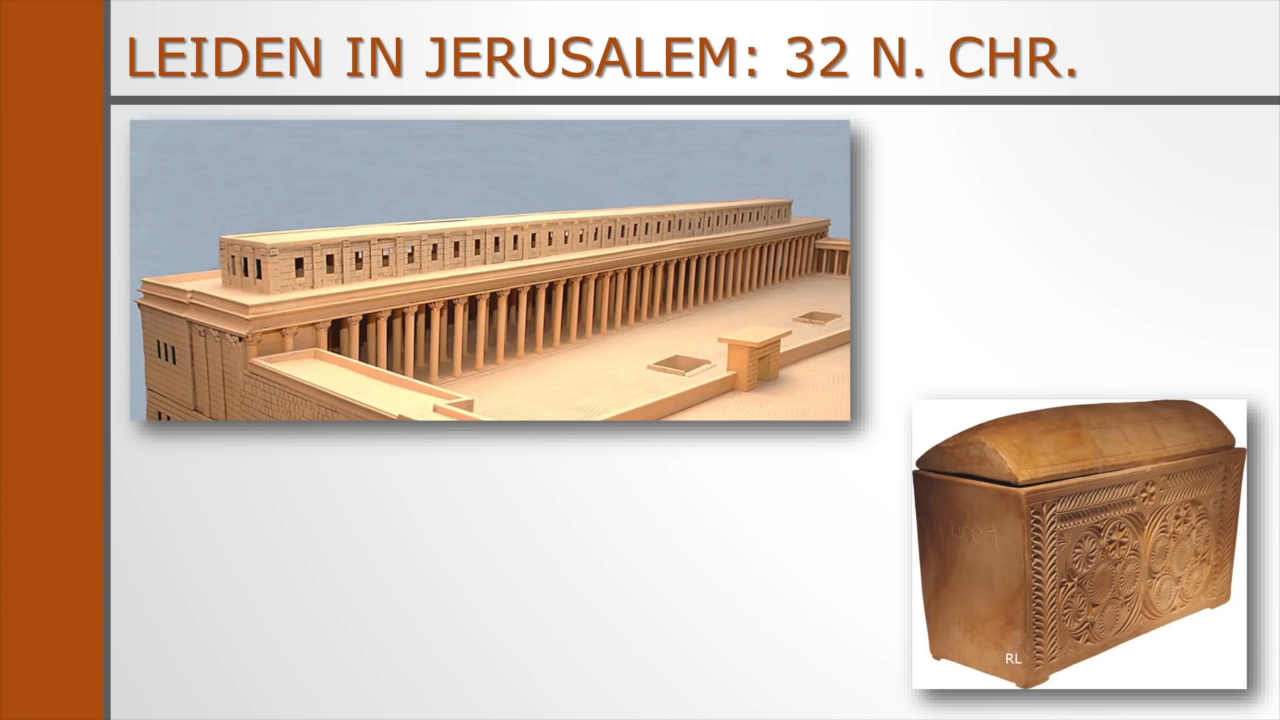 LEIDEN IN JERUSALEM: 32 N. CHR.
RL